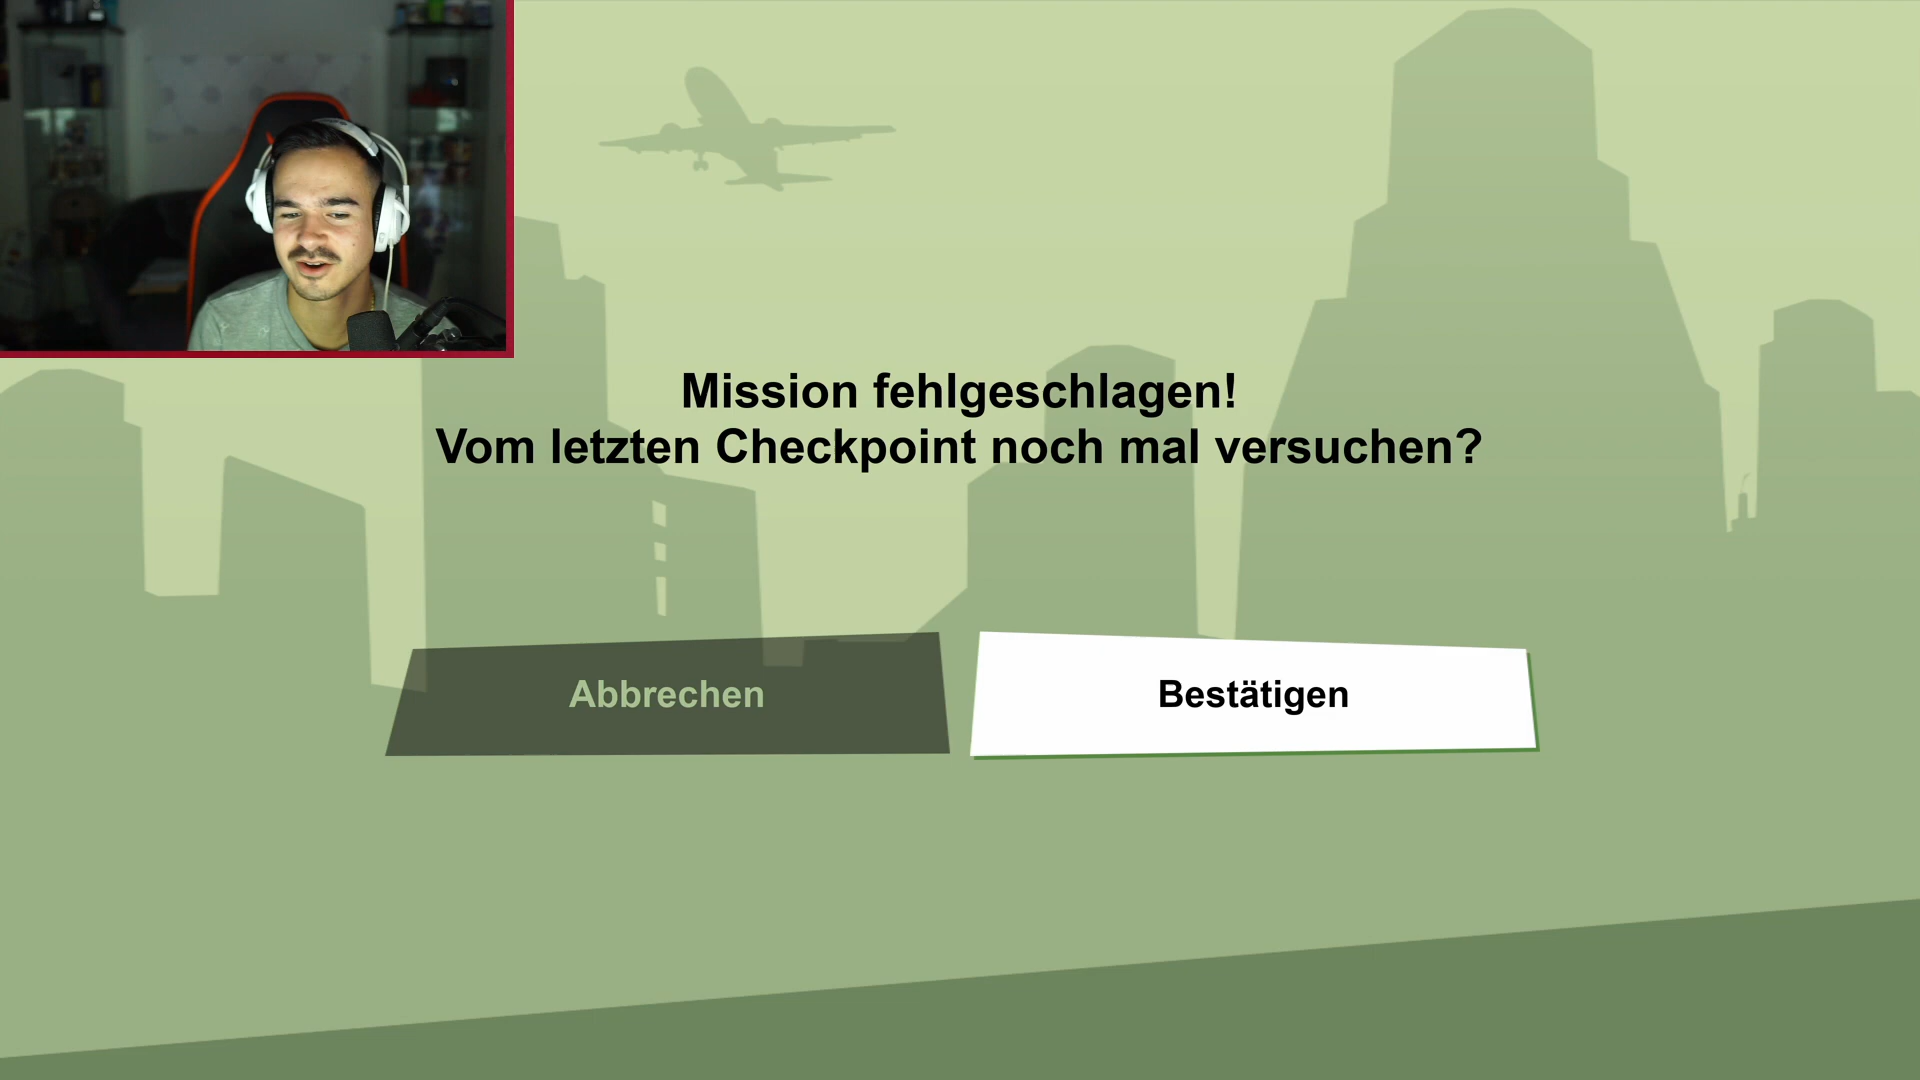 Mission fehlgeschlagen!
Vom letzten Checkpoint noch mal versuchen?
Abbrechen
Bestätigen